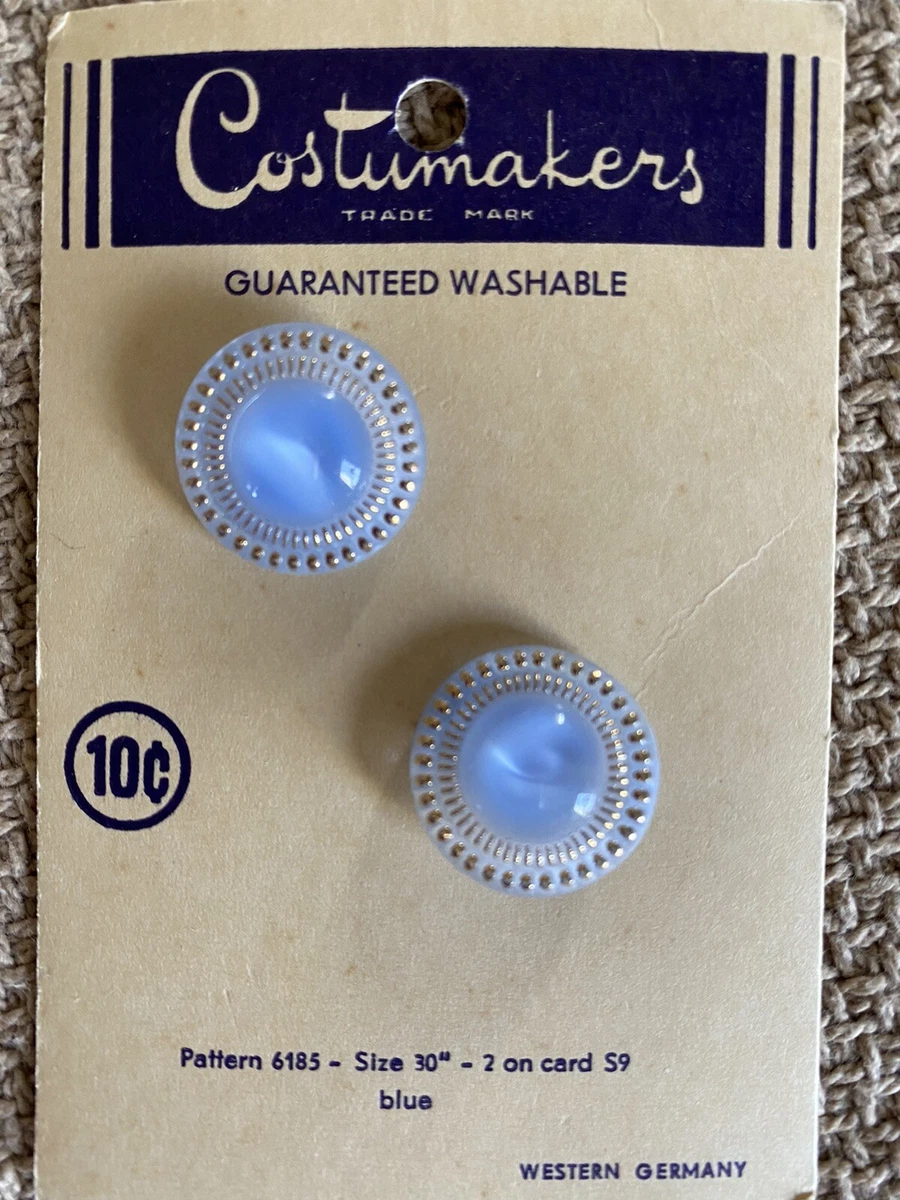 Costumakers
TRADE MARK
GUARANTEED WASHABLE
10¢
Pattern 6185 - Size 30" - 2 on card S9
blue
WESTERN GERMANY